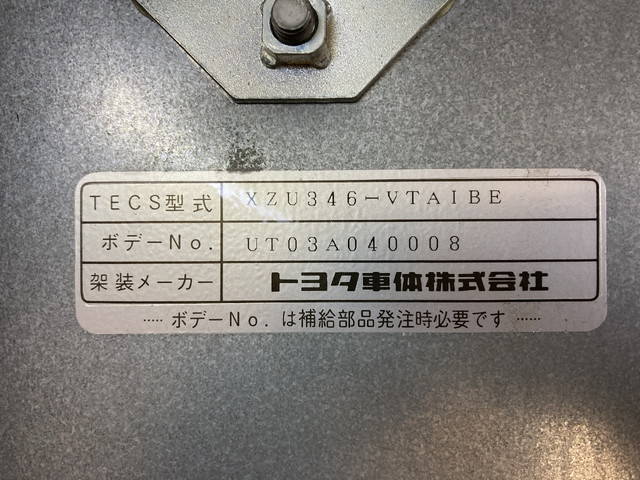 TECS型式 XZU346-VTAIBE
ボデーNo. UT03A040008
架装メーカー トヨタ車体株式会社
····· ボデーNo. は補給部品発注時必要です ······